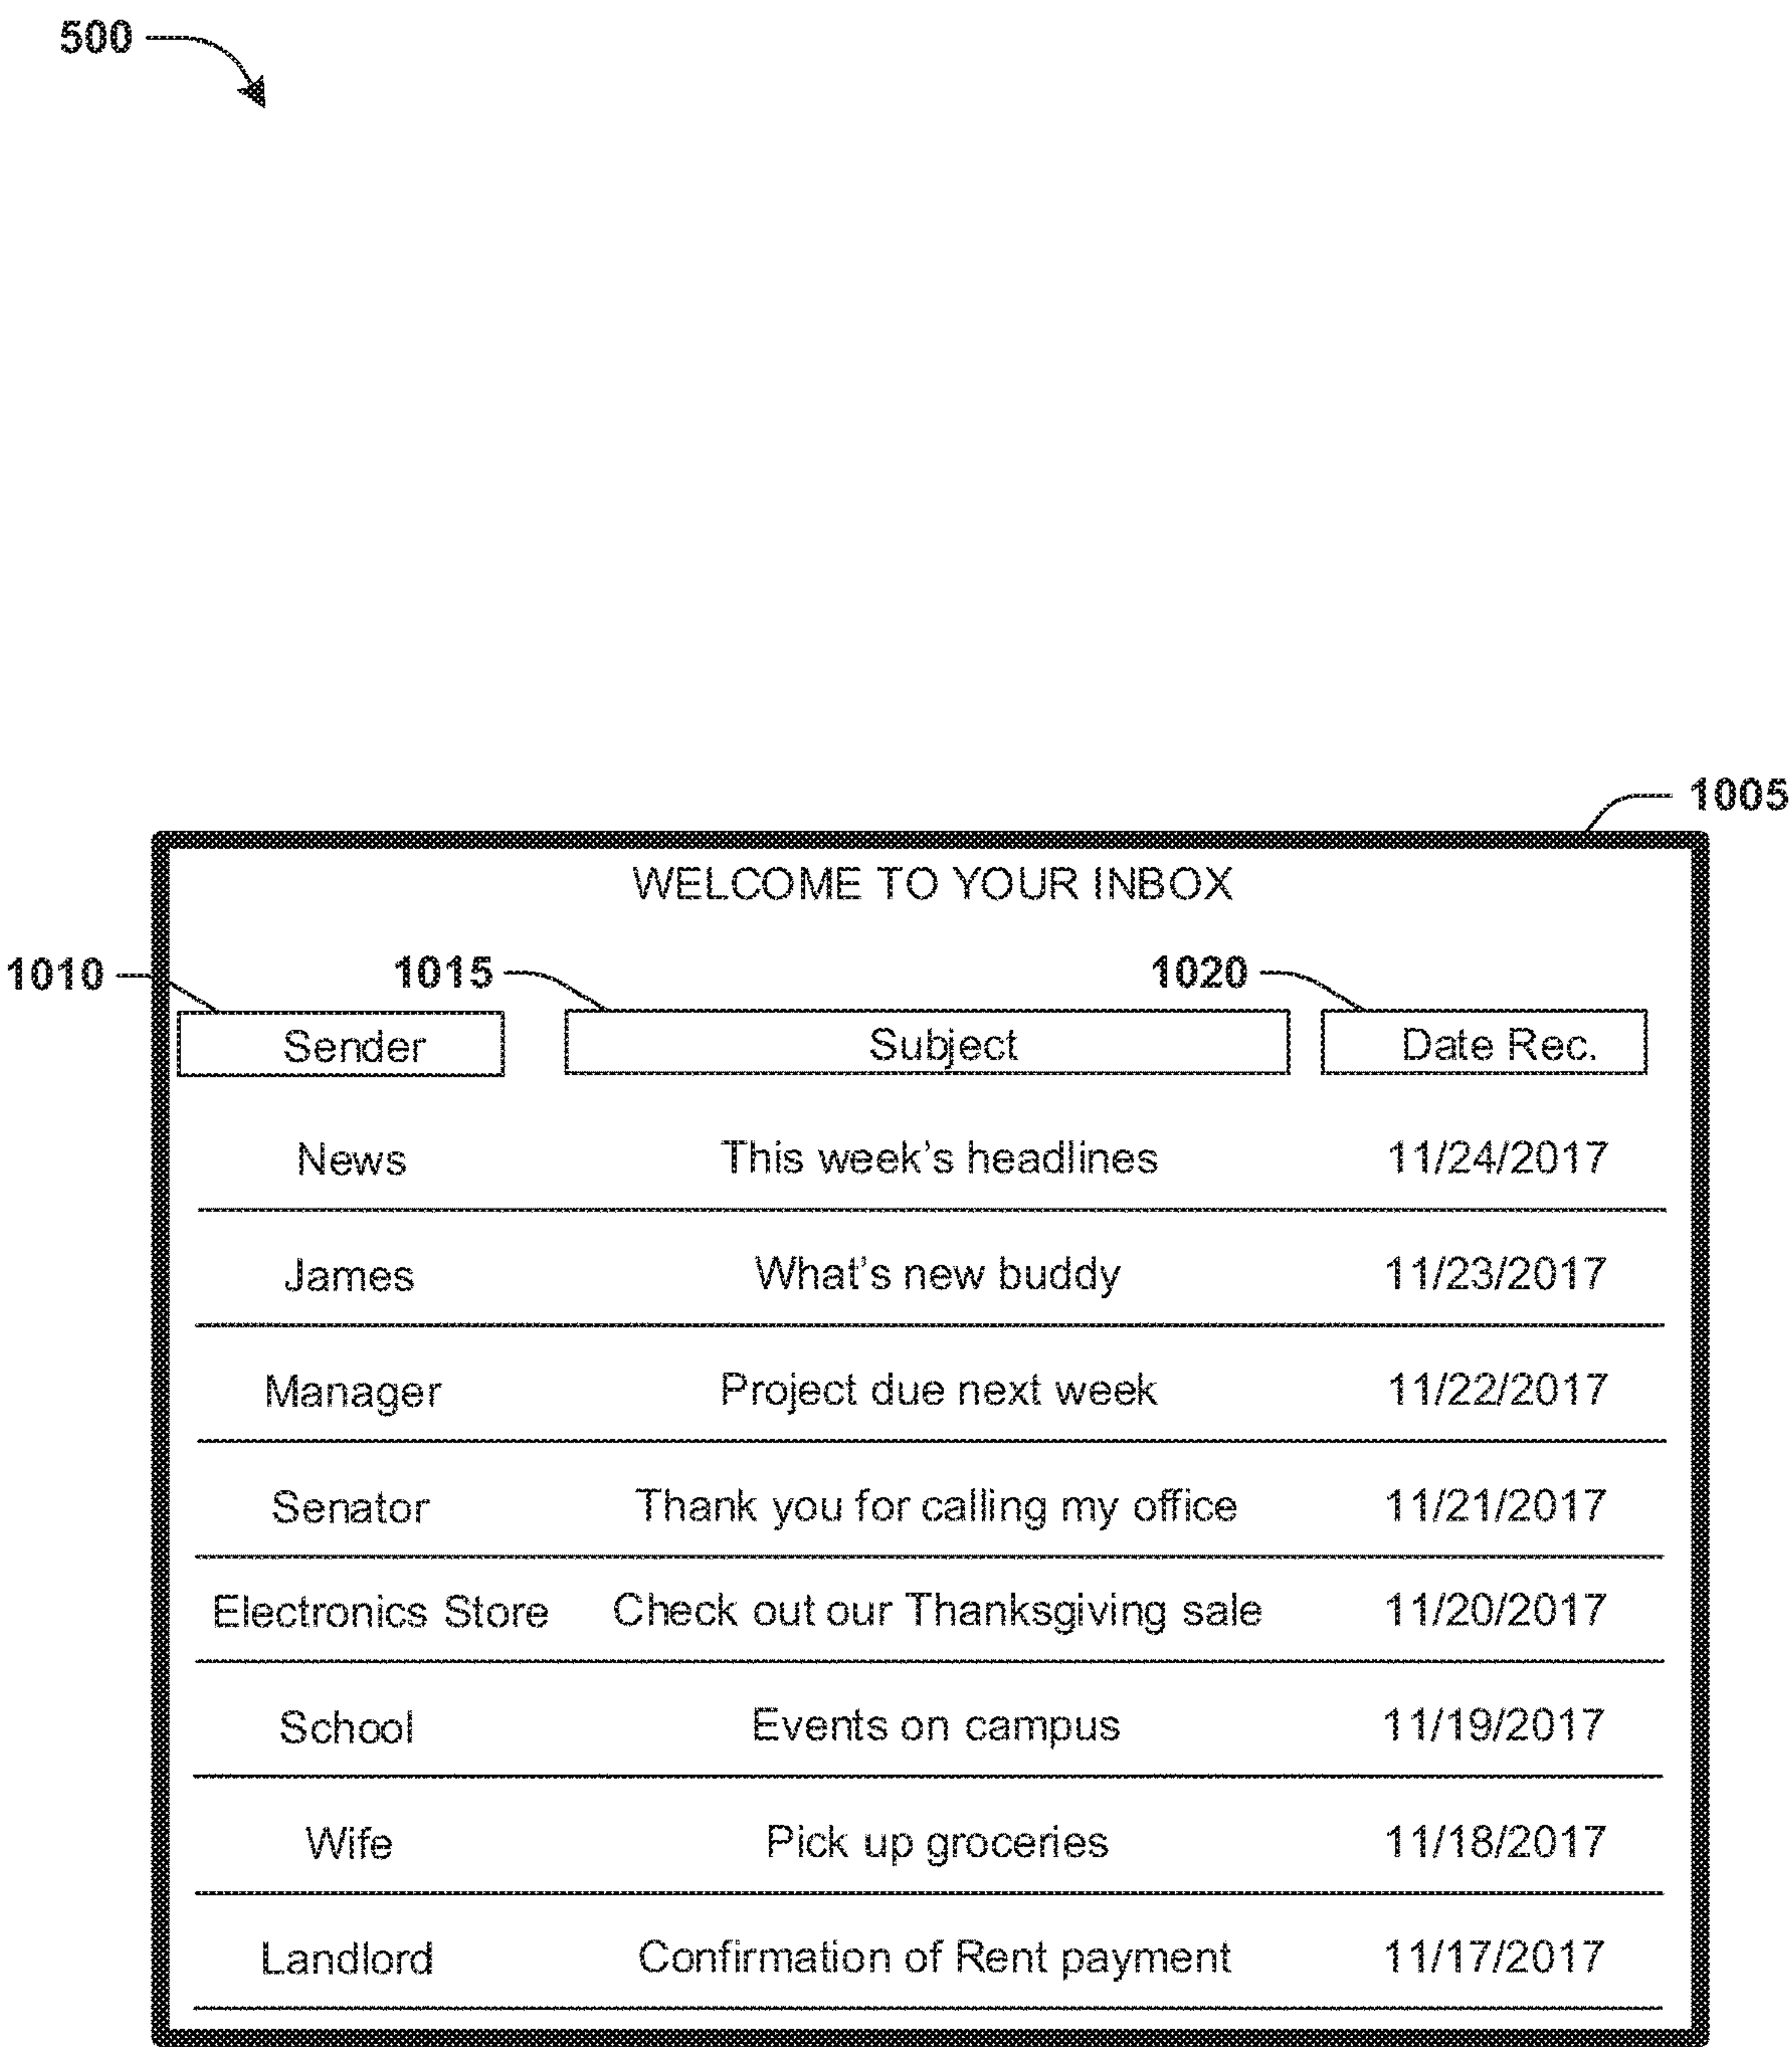 500
1005
WELCOME TO YOUR INBOX
1010 1015 1020
Sender Subject Date Rec.
News This week's headlines 11/24/2017
James What's new buddy 11/23/2017
Manager Project due next week 11/22/2017
Senator Thank you for calling my office 11/21/2017
Electronics Store Check out our Thanksgiving sale 11/20/2017
School Events on campus 11/19/2017
Wife Pick up groceries 11/18/2017
Landlord Confirmation of Rent payment 11/17/2017